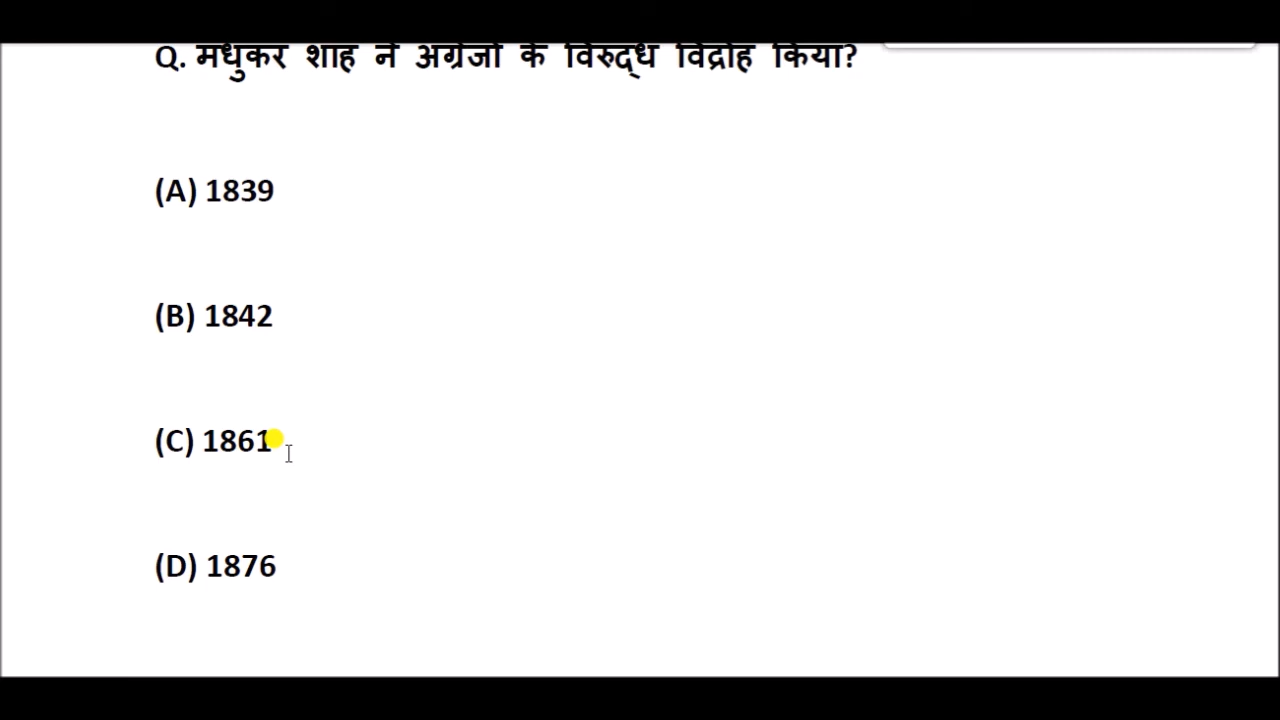 Q. मधुकर शाह ने अंग्रेजों के विरुद्ध विद्रोह किया?
(A) 1839
(B) 1842
(C) 1861
(D) 1876